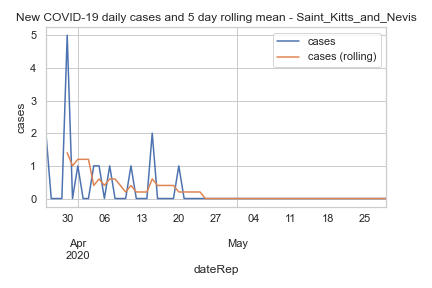 New COVID-19 daily cases and 5 day rolling mean - Saint_Kitts_and_Nevis
cases
cases (rolling)
5
4
3
2
1
0
cases
30 06 13 20 27 04 11 18 25
Apr May
2020
dateRep